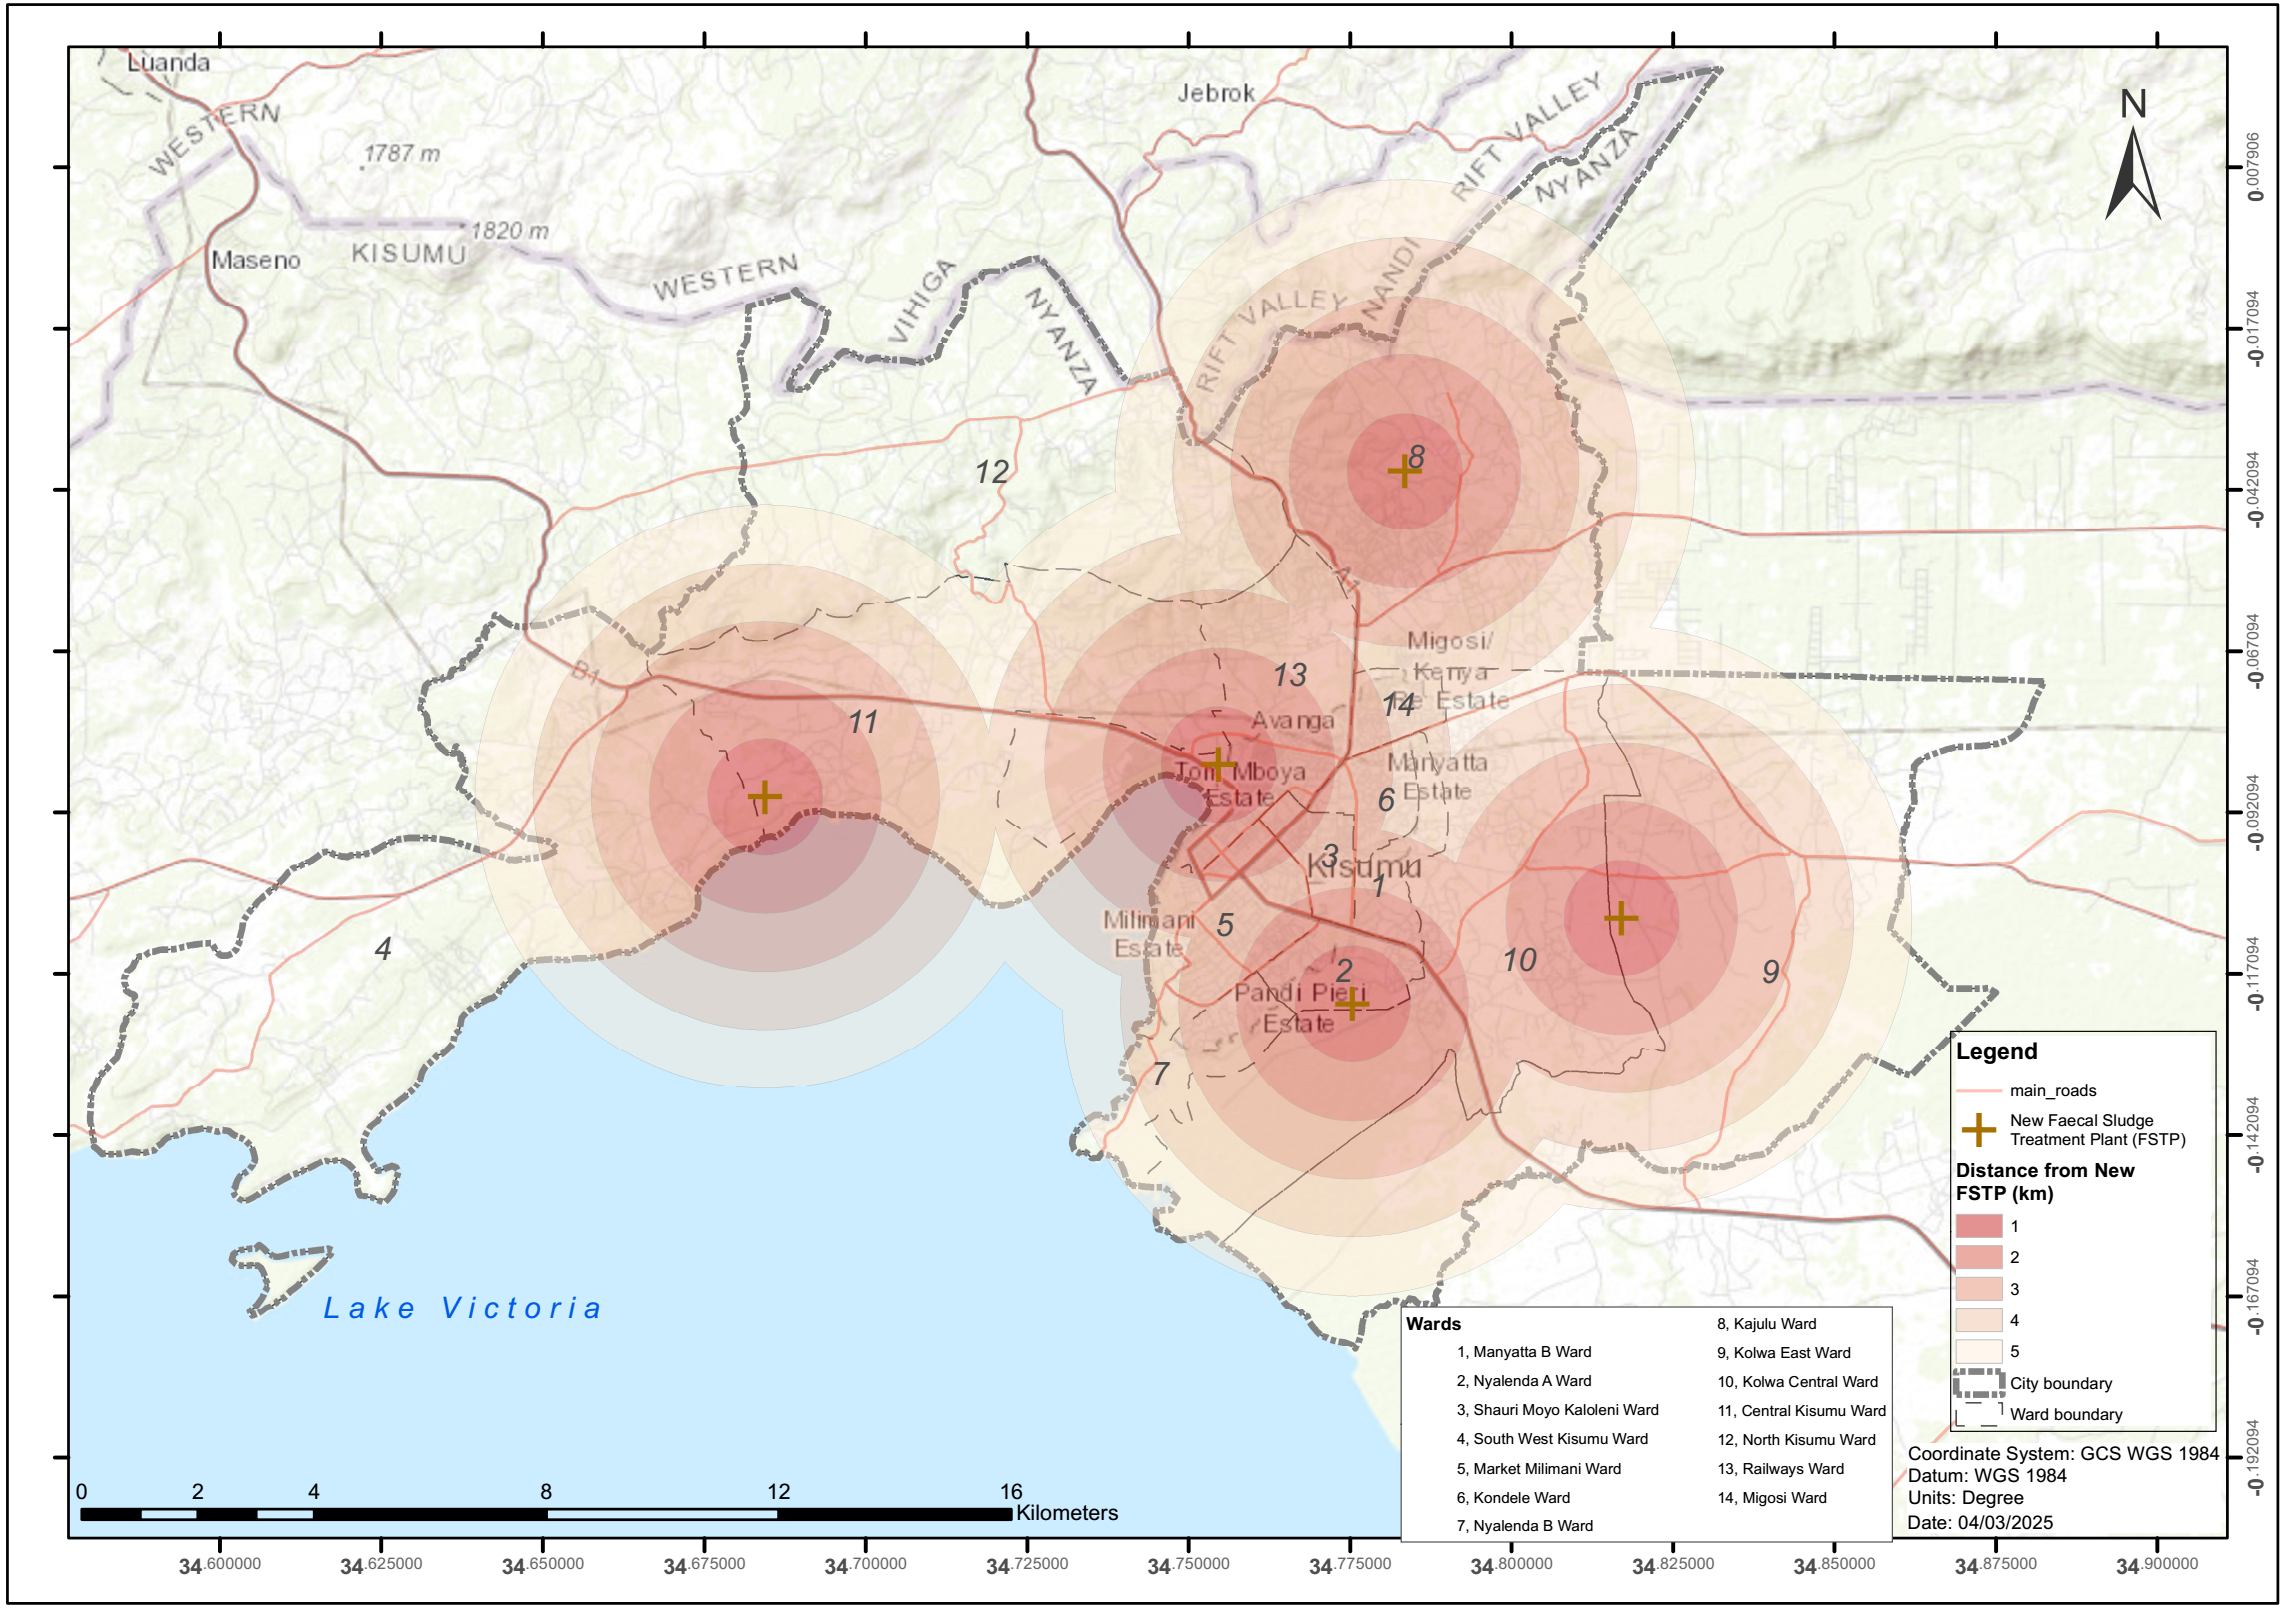 Luanda
WESTERN
1787 m
Jebrok
RIFT VALLEY
NYANZA
N
Maseno
KISUMU
1820 m
WESTERN
VIHIGA
NYANZA
RIFT VALLEY
NANDI
8
12
A1
Migosi/
Kenya
Re Estate
13
14
B1
11
Avanga
Tom Mboya
Estate
Manyatta
Estate
6
3
Kisumu
1
Milimani
Estate
5
4
2
10
9
Pandi Pieri
Estate
7
Lake Victoria
0.007906
-0.017094
-0.042094
-0.067094
-0.092094
-0.117094
-0.142094
-0.167094
-0.192094
Legend
main_roads
New Faecal Sludge
Treatment Plant (FSTP)
Distance from New
FSTP (km)
1
2
3
4
5
City boundary
Ward boundary
Wards
1, Manyatta B Ward
2, Nyalenda A Ward
3, Shauri Moyo Kaloleni Ward
4, South West Kisumu Ward
5, Market Milimani Ward
6, Kondele Ward
7, Nyalenda B Ward
8, Kajulu Ward
9, Kolwa East Ward
10, Kolwa Central Ward
11, Central Kisumu Ward
12, North Kisumu Ward
13, Railways Ward
14, Migosi Ward
Coordinate System: GCS WGS 1984
Datum: WGS 1984
Units: Degree
Date: 04/03/2025
0 2 4 8 12 16
Kilometers
34.600000 34.625000 34.650000 34.675000 34.700000 34.725000 34.750000 34.775000 34.800000 34.825000 34.850000 34.875000 34.900000